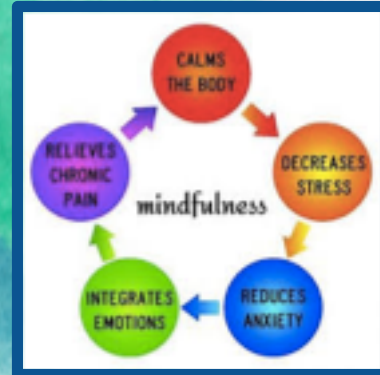 CALMS
THE BODY
DECREASES
STRESS
REDUCES
ANXIETY
INTEGRATES
EMOTIONS
RELIEVES
CHRONIC
PAIN
mindfulness